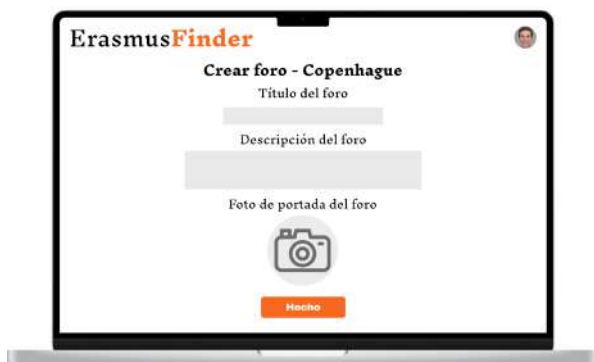 ErasmusFinder
Crear foro - Copenhague
Título del foro
Descripción del foro
Foto de portada del foro
Hecho